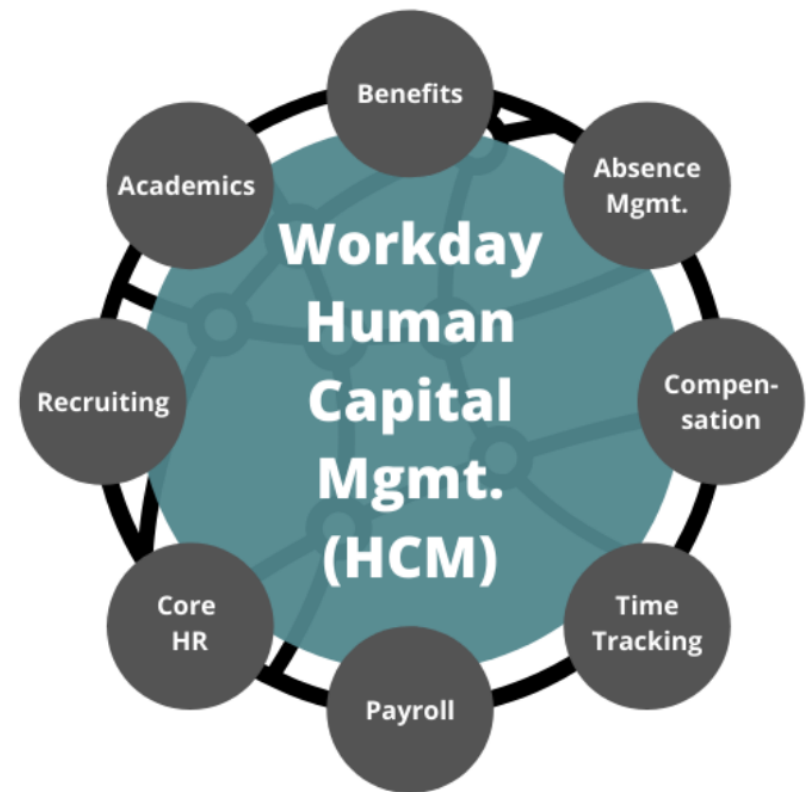 Benefits
Absence
Mgmt.
Compen-
sation
Time
Tracking
Payroll
Core
HR
Recruiting
Academics
Workday
Human
Capital
Mgmt.
(HCM)